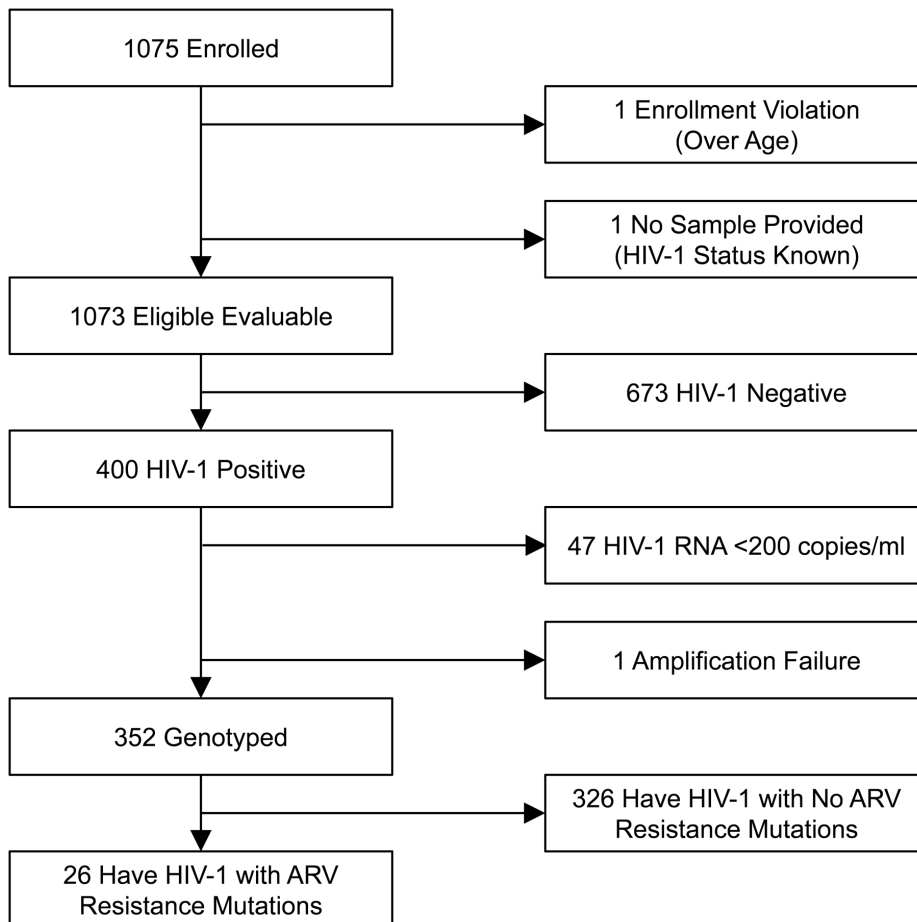 1075 Enrolled
1 Enrollment Violation
(Over Age)
1 No Sample Provided
(HIV-1 Status Known)
1073 Eligible Evaluable
673 HIV-1 Negative
400 HIV-1 Positive
47 HIV-1 RNA <200 copies/ml
1 Amplification Failure
352 Genotyped
326 Have HIV-1 with No ARV
Resistance Mutations
26 Have HIV-1 with ARV
Resistance Mutations